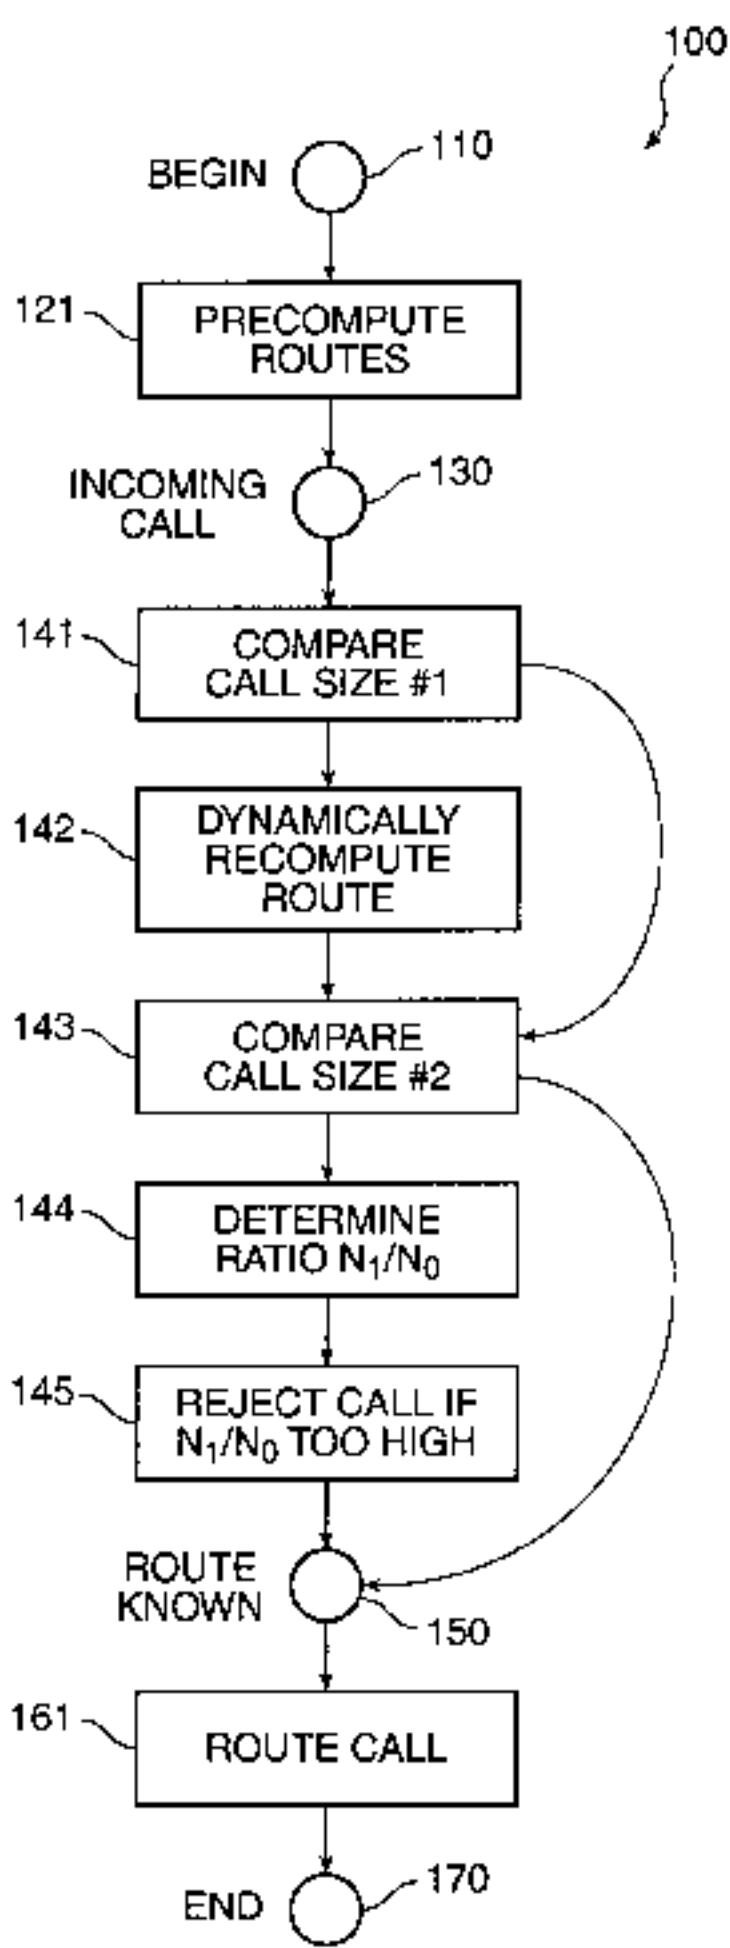 100
BEGIN
110
121
PRECOMPUTE
ROUTES
INCOMING
CALL
130
141
COMPARE
CALL SIZE #1
142
DYNAMICALLY
RECOMPUTE
ROUTE
143
COMPARE
CALL SIZE #2
144
DETERMINE
RATIO N₁/N₀
145
REJECT CALL IF
N₁/N₀ TOO HIGH
ROUTE
KNOWN
150
161
ROUTE CALL
END
170